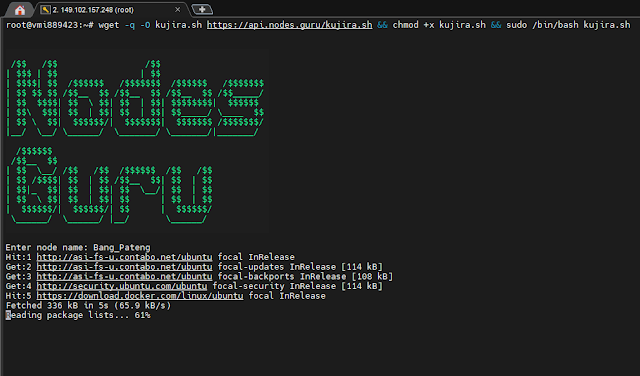 2. 149.102.157.248 (root)
root@vmi889423:~# wget -q -O kujira.sh https://api.nodes.guru/kujira.sh && chmod +x kujira.sh && sudo /bin/bash kujira.sh
Nodes
Guru
Enter node name: Bang_Pateng
Hit:1 http://asi-fs-u.contabo.net/ubuntu focal InRelease
Get:2 http://asi-fs-u.contabo.net/ubuntu focal-updates InRelease [114 kB]
Get:3 http://asi-fs-u.contabo.net/ubuntu focal-backports InRelease [108 kB]
Get:4 http://security.ubuntu.com/ubuntu focal-security InRelease [114 kB]
Hit:5 https://download.docker.com/linux/ubuntu focal InRelease
Fetched 336 kB in 5s (65.9 kB/s)
Reading package lists... 61%